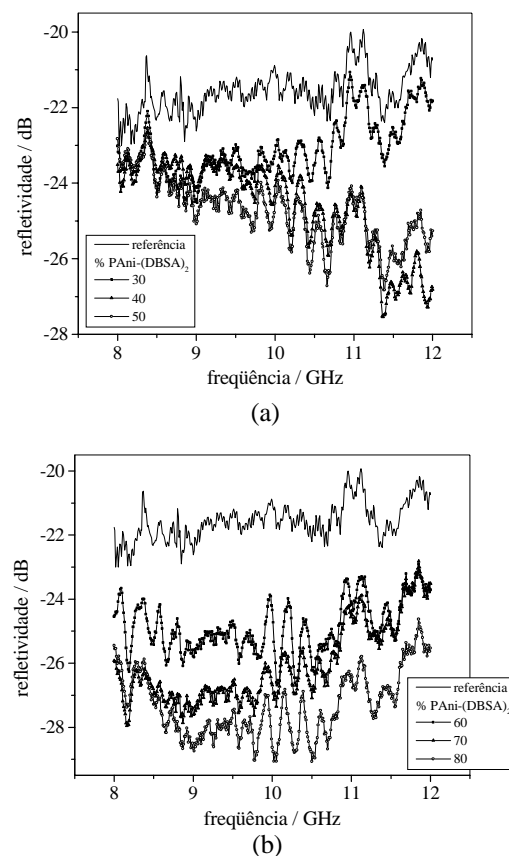 -20
-22
-24
-26
-28
refletividade / dB
referência
% PAni-(DBSA)2
30
40
50
8 9 10 11 12
freqüência / GHz
(a)
-20
-22
-24
-26
-28
refletividade / dB
referência
% PAni-(DBSA)2
60
70
80
8 9 10 11 12
freqüência / GHz
(b)